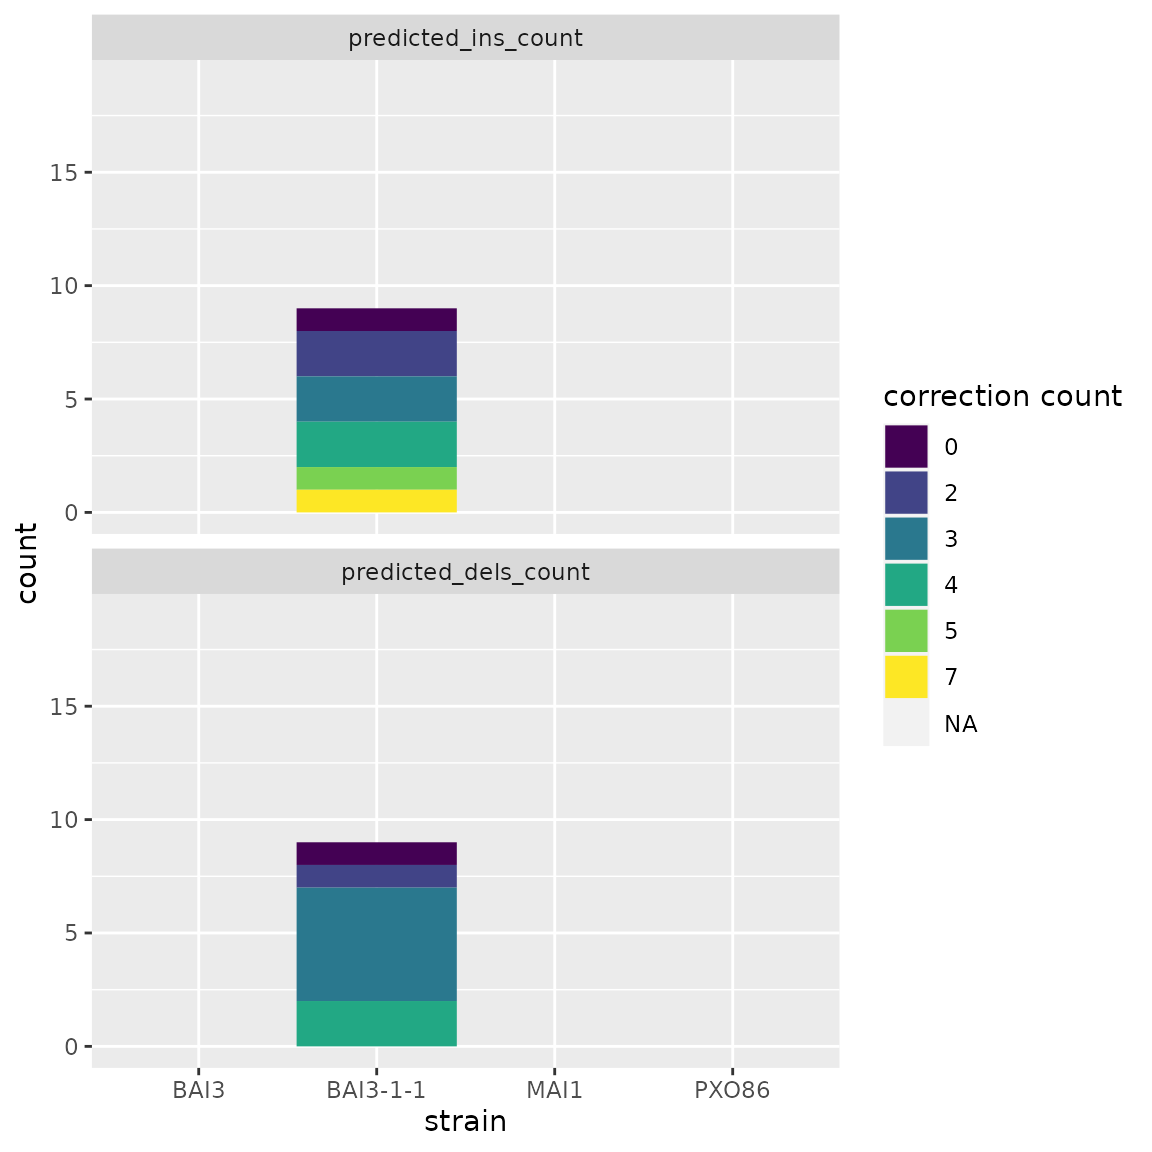 predicted_ins_count
15
10
5
0
predicted_dels_count
15
10
5
0
BAI3 BAI3-1-1 MAI1 PXO86
strain
count
correction count
0
2
3
4
5
7
NA